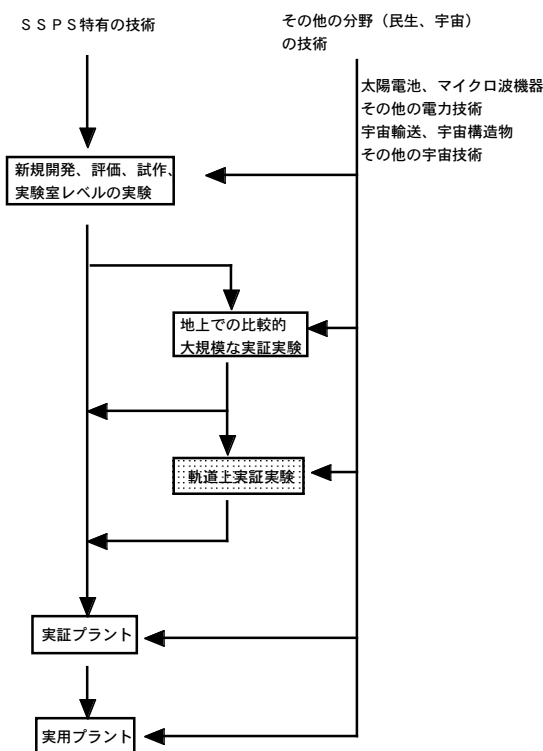 SSPS特有の技術
その他の分野（民生、宇宙）
の技術
太陽電池、マイクロ波機器
その他の電力技術
宇宙輸送、宇宙構造物
その他の宇宙技術
新規開発、評価、試作、
実験室レベルの実験
地上での比較的
大規模な実証実験
軌道上実証実験
実証プラント
実用プラント